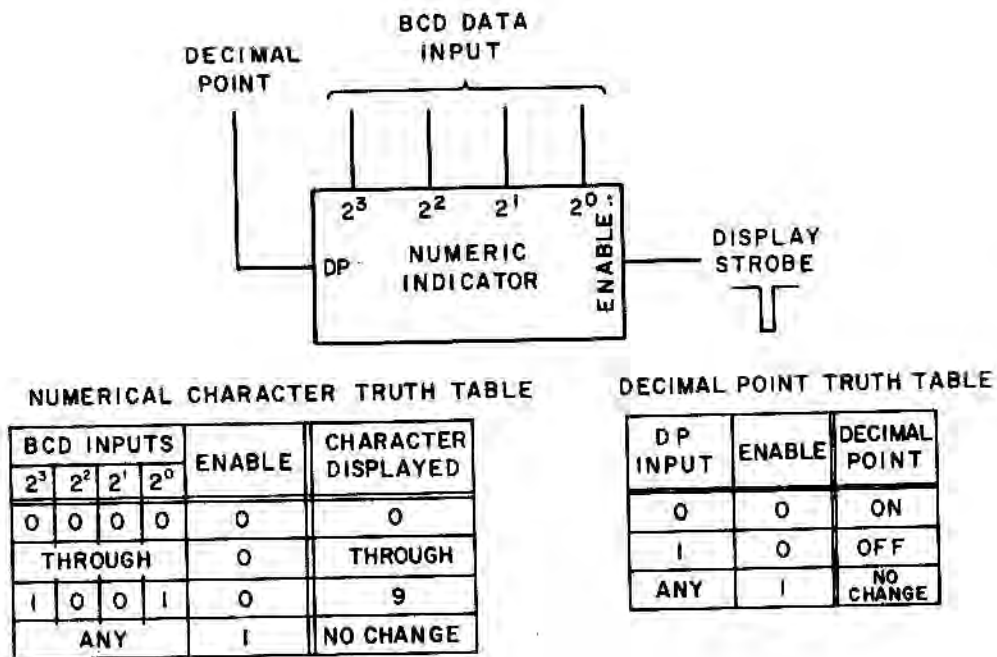 BCD DATA
INPUT
DECIMAL
POINT
2³ 2² 2¹ 2⁰
ENABLE
DP
NUMERIC
INDICATOR
DISPLAY
STROBE
NUMERICAL CHARACTER TRUTH TABLE
BCD INPUTS ENABLE CHARACTER
DISPLAYED
2³ 2² 2¹ 2⁰
0 0 0 0 0 0
THROUGH 0 THROUGH
1 0 0 1 0 9
ANY 1 NO CHANGE
DECIMAL POINT TRUTH TABLE
DP
INPUT ENABLE DECIMAL
POINT
0 0 ON
1 0 OFF
ANY 1 NO
CHANGE